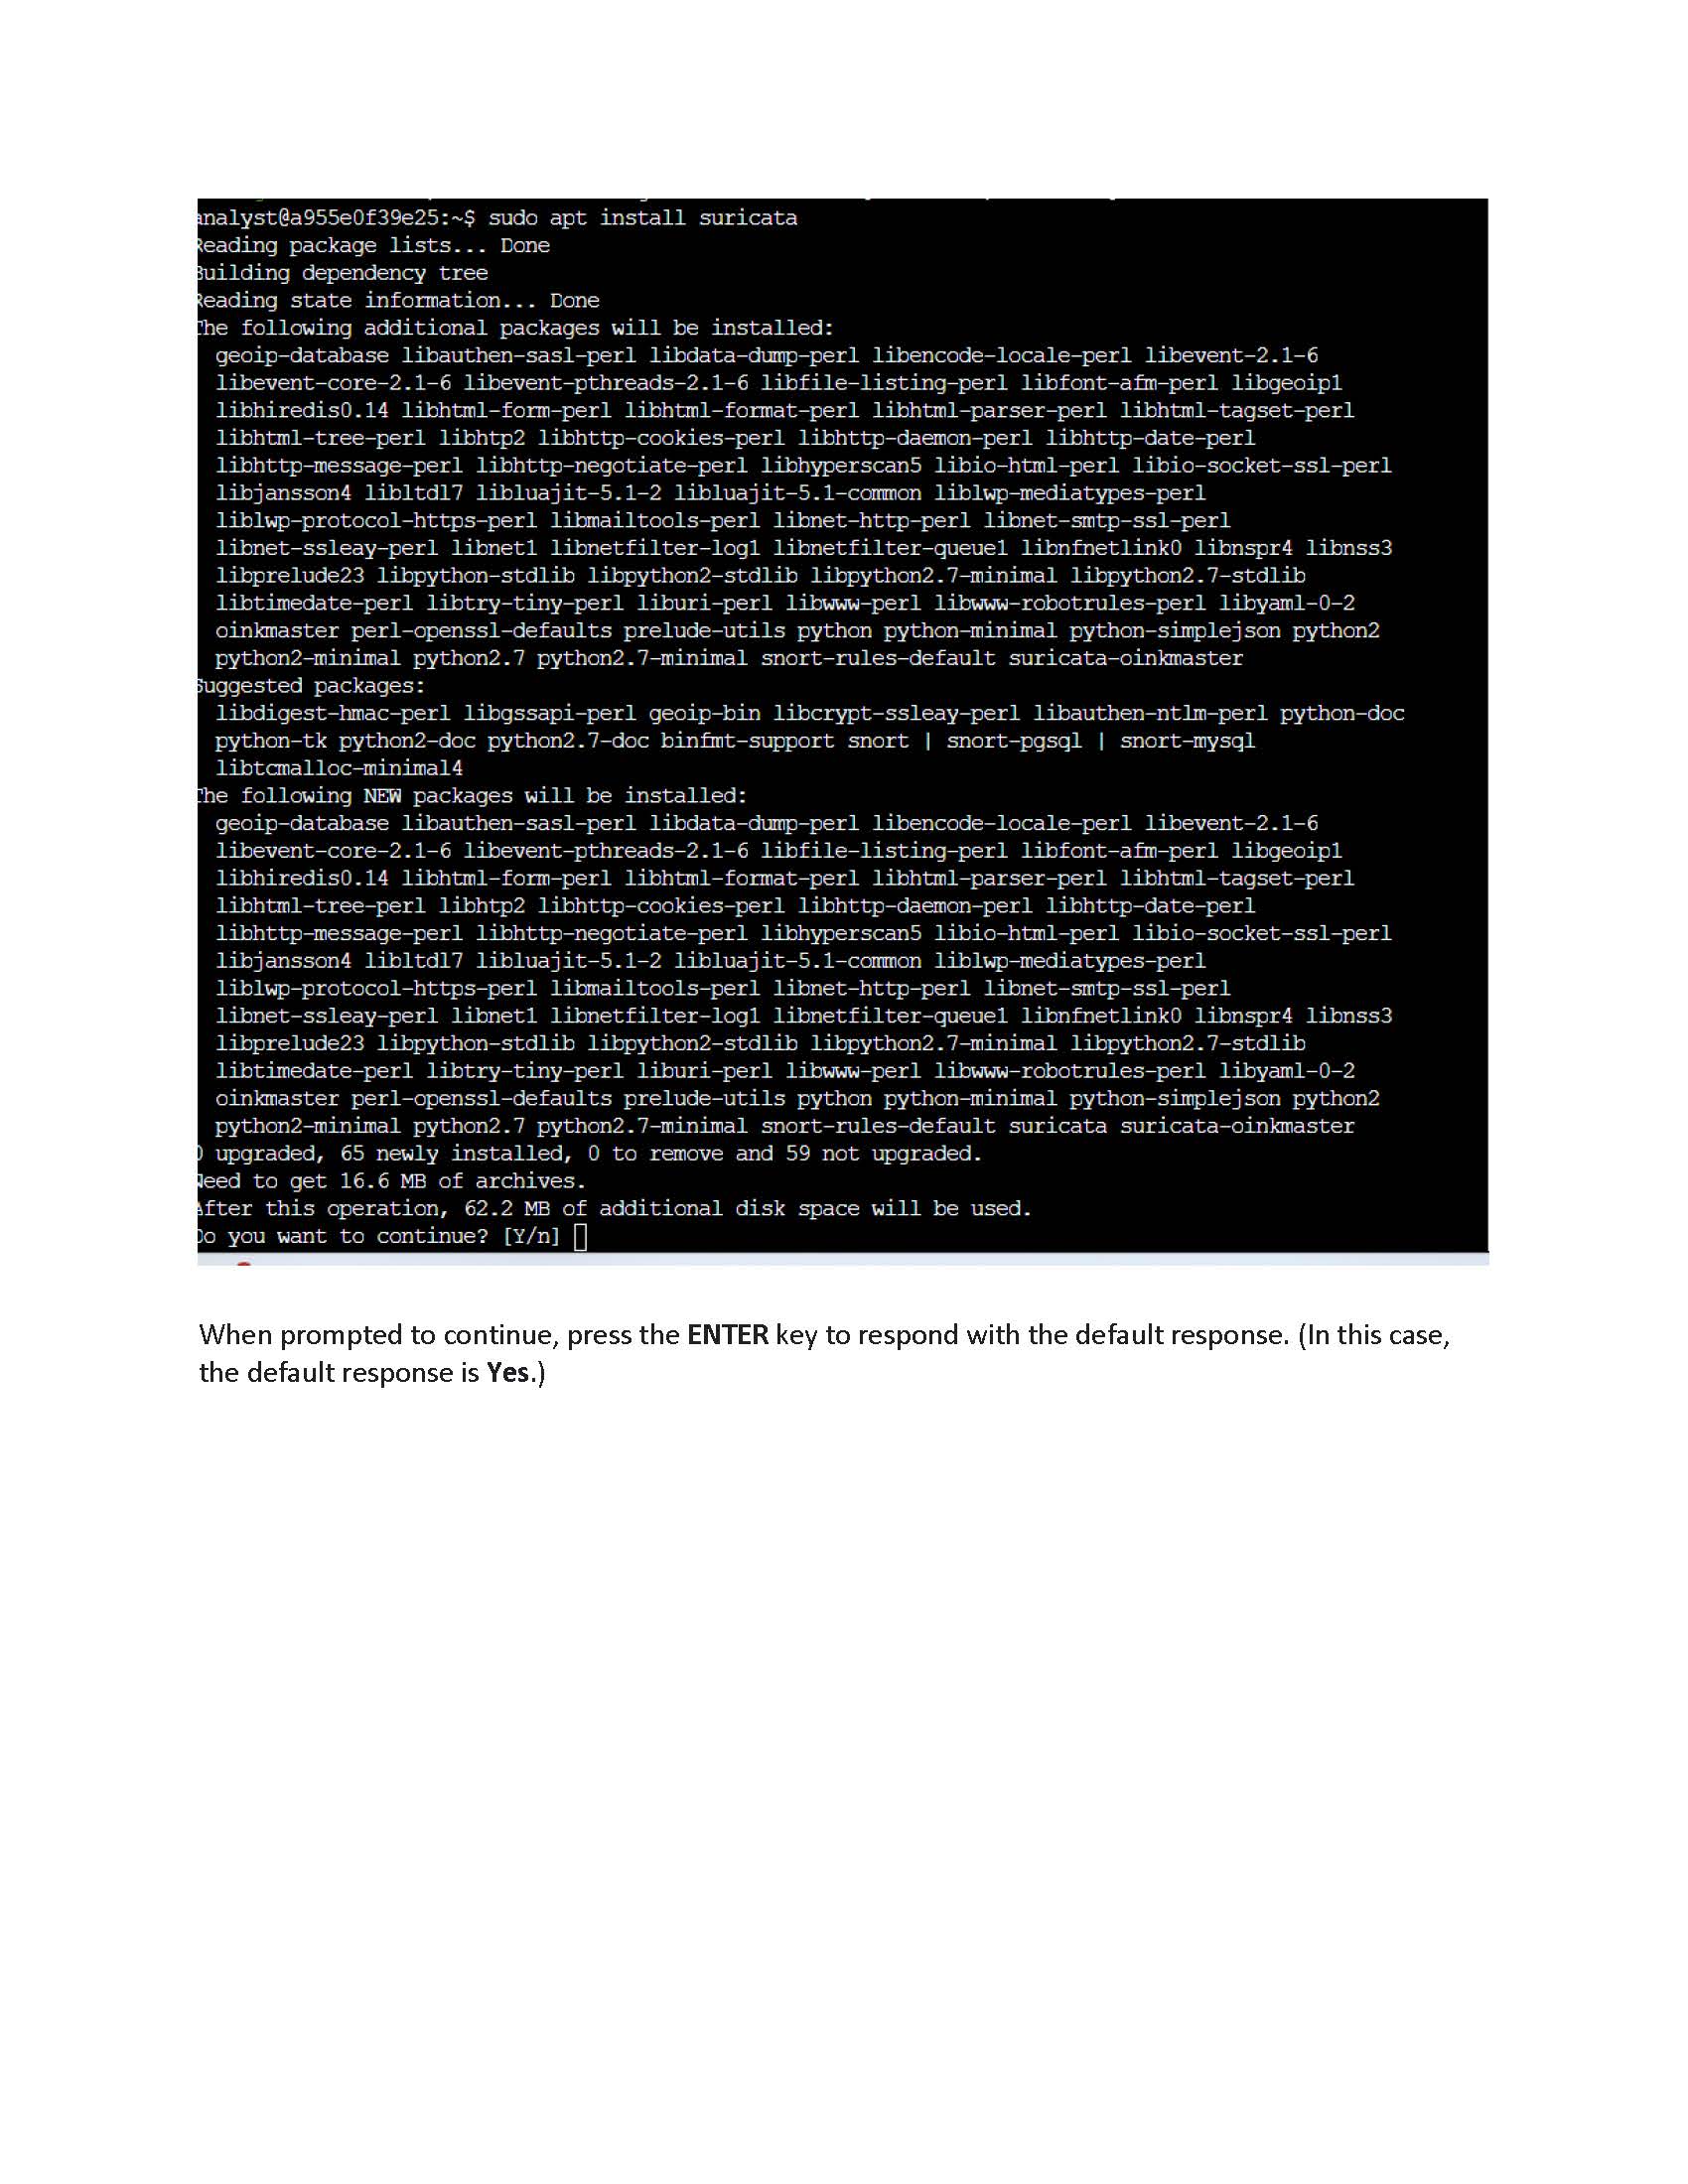 analyst@a955e0f39e25:~$ sudo apt install suricata
Reading package lists... Done
Building dependency tree
Reading state information... Done
The following additional packages will be installed:
geoip-database libauthen-sasl-perl libdata-dump-perl libencode-locale-perl libevent-2.1-6
libevent-core-2.1-6 libevent-pthreads-2.1-6 libfile-listing-perl libfont-afm-perl libgeoip1
libhiredis0.14 libhtml-form-perl libhtml-format-perl libhtml-parser-perl libhtml-tagset-perl
libhtml-tree-perl libhtp2 libhttp-cookies-perl libhttp-daemon-perl libhttp-date-perl
libhttp-message-perl libhttp-negotiate-perl libhyperscan5 libio-html-perl libio-socket-ssl-perl
libjansson4 libltdl7 libluajit-5.1-2 libluajit-5.1-common liblwp-mediatypes-perl
liblwp-protocol-https-perl libmailtools-perl libnet-http-perl libnet-smtp-ssl-perl
libnet-ssleay-perl libnet1 libnetfilter-log1 libnetfilter-queue1 libnfnetlink0 libnspr4 libnss3
libprelude23 libpython-stdlib libpython2-stdlib libpython2.7-minimal libpython2.7-stdlib
libtimedate-perl libtry-tiny-perl liburi-perl libwww-perl libwww-robotrules-perl libyaml-0-2
oinkmaster perl-openssl-defaults prelude-utils python python-minimal python-simplejson python2
python2-minimal python2.7 python2.7-minimal snort-rules-default suricata-oinkmaster
Suggested packages:
libdigest-hmac-perl libgssapi-perl geoip-bin libcrypt-ssleay-perl libauthen-ntlm-perl python-doc
python-tk python2-doc python2.7-doc binfmt-support snort | snort-pgsql | snort-mysql
libtcmalloc-minimal4
The following NEW packages will be installed:
geoip-database libauthen-sasl-perl libdata-dump-perl libencode-locale-perl libevent-2.1-6
libevent-core-2.1-6 libevent-pthreads-2.1-6 libfile-listing-perl libfont-afm-perl libgeoip1
libhiredis0.14 libhtml-form-perl libhtml-format-perl libhtml-parser-perl libhtml-tagset-perl
libhtml-tree-perl libhtp2 libhttp-cookies-perl libhttp-daemon-perl libhttp-date-perl
libhttp-message-perl libhttp-negotiate-perl libhyperscan5 libio-html-perl libio-socket-ssl-perl
libjansson4 libltdl7 libluajit-5.1-2 libluajit-5.1-common liblwp-mediatypes-perl
liblwp-protocol-https-perl libmailtools-perl libnet-http-perl libnet-smtp-ssl-perl
libnet-ssleay-perl libnet1 libnetfilter-log1 libnetfilter-queue1 libnfnetlink0 libnspr4 libnss3
libprelude23 libpython-stdlib libpython2-stdlib libpython2.7-minimal libpython2.7-stdlib
libtimedate-perl libtry-tiny-perl liburi-perl libwww-perl libwww-robotrules-perl libyaml-0-2
oinkmaster perl-openssl-defaults prelude-utils python python-minimal python-simplejson python2
python2-minimal python2.7 python2.7-minimal snort-rules-default suricata suricata-oinkmaster
0 upgraded, 65 newly installed, 0 to remove and 59 not upgraded.
Need to get 16.6 MB of archives.
After this operation, 62.2 MB of additional disk space will be used.
Do you want to continue? [Y/n]
When prompted to continue, press the ENTER key to respond with the default response. (In this case,
the default response is Yes.)